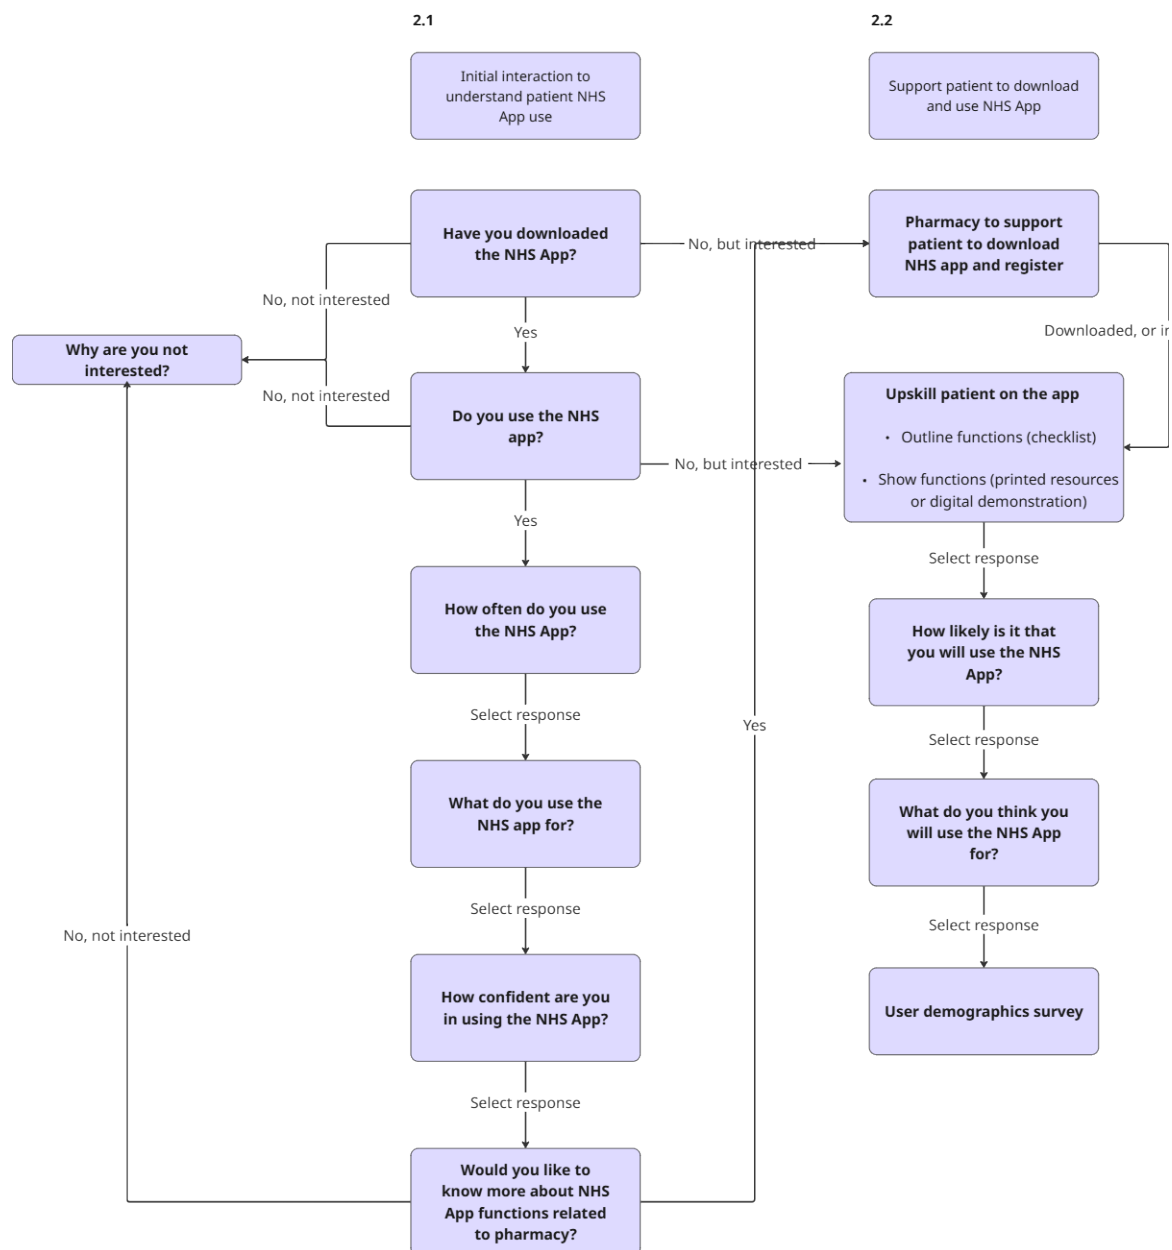 2.1
2.2
Initial interaction to
understand patient NHS
App use
Support patient to download
and use NHS App
Have you downloaded
the NHS App?
No, but interested
Pharmacy to support
patient to download
NHS app and register
No, not interested
Yes
Downloaded, or
Why are you not
interested?
No, not interested
Do you use the NHS
app?
No, but interested
Upskill patient on the app
• Outline functions (checklist)
• Show functions (printed resources
or digital demonstration)
Yes
Select response
How often do you use
the NHS App?
How likely is it that
you will use the NHS
App?
Select response
Yes
Select response
What do you use the
NHS app for?
What do you think you
will use the NHS App
for?
Select response
Select response
No, not interested
How confident are you
in using the NHS App?
User demographics survey
Select response
Would you like to
know more about NHS
App functions related
to pharmacy?